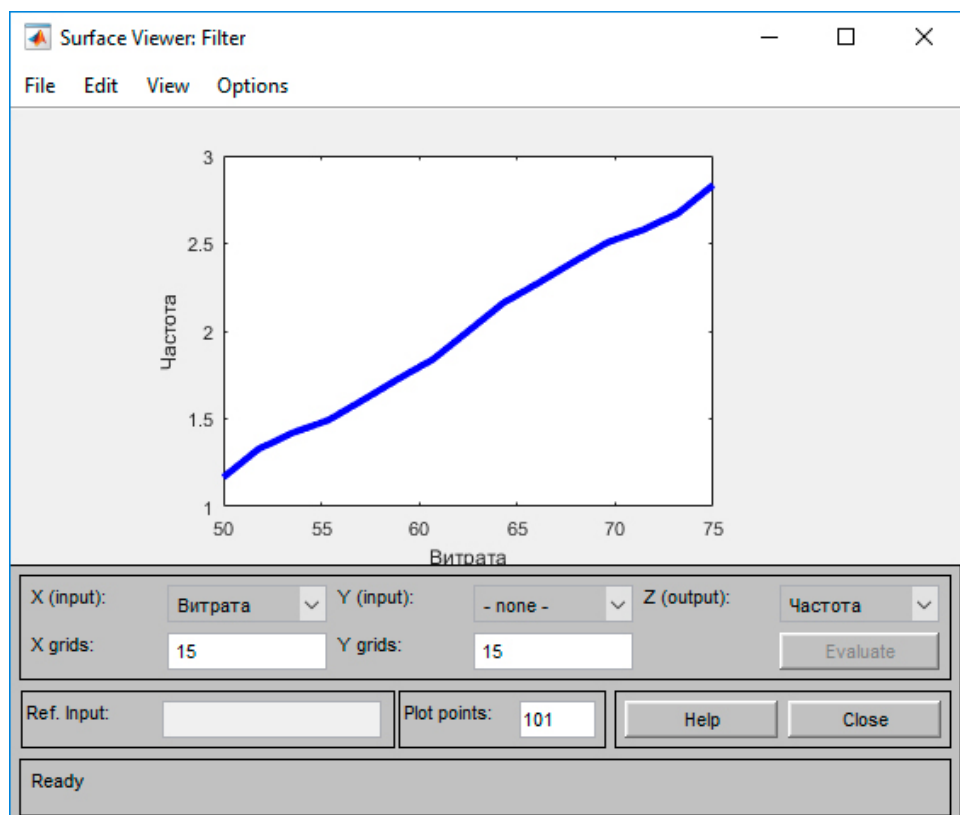 Surface Viewer: Filter
File Edit View Options
3
2.5
2
1.5
1
Частота
50 55 60 65 70 75
Витрата
X (input): Витрата Y (input): - none - Z (output): Частота
X grids: 15 Y grids: 15 Evaluate
Ref. Input: Plot points: 101 Help Close
Ready